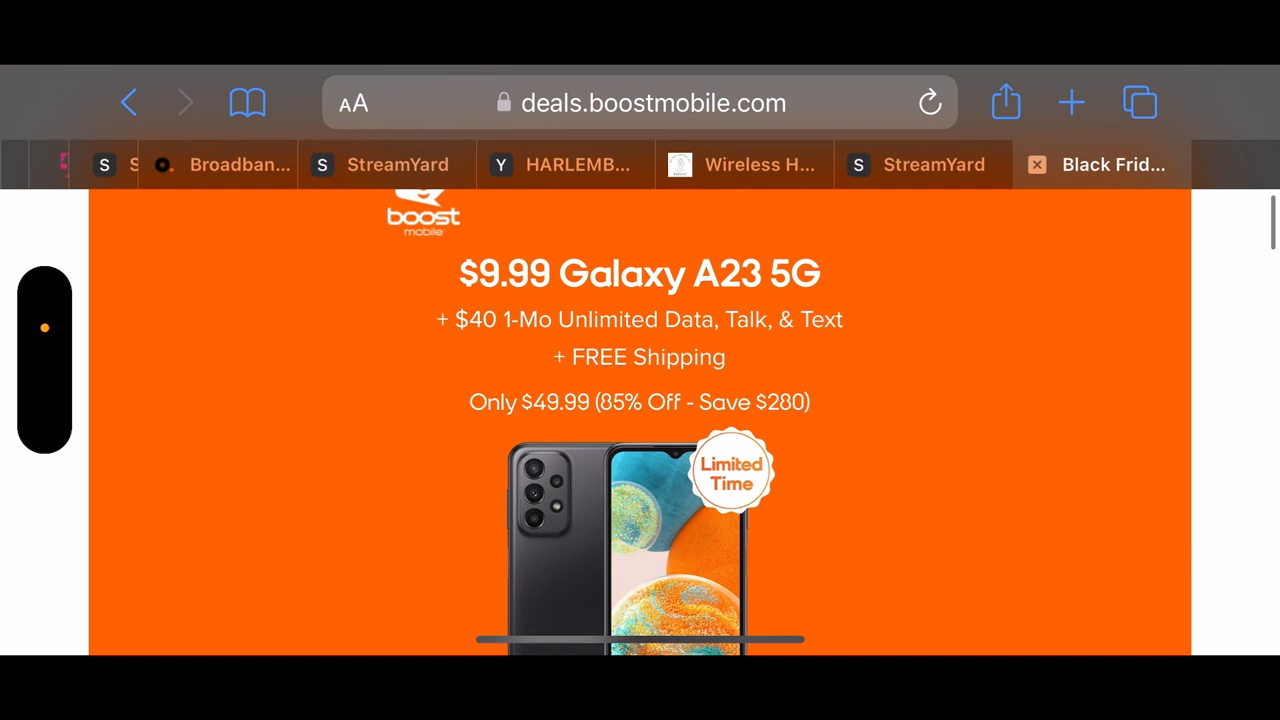 AA deals.boostmobile.com
S S Broadban... S StreamYard Y HARLEMB... Wireless H... S StreamYard Black Frid...
boost
mobile
$9.99 Galaxy A23 5G
+ $40 1-Mo Unlimited Data, Talk, & Text
+ FREE Shipping
Only $49.99 (85% Off - Save $280)
Limited
Time